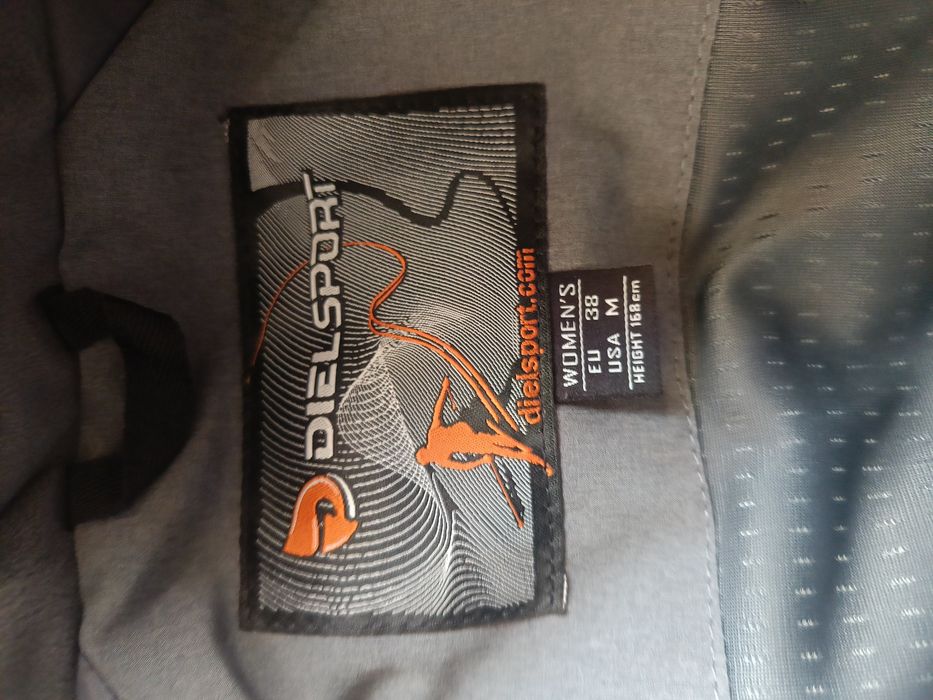 DIELSPORT
dielsport.com
WOMEN'S
EU 38
USA M
HEIGHT 168cm